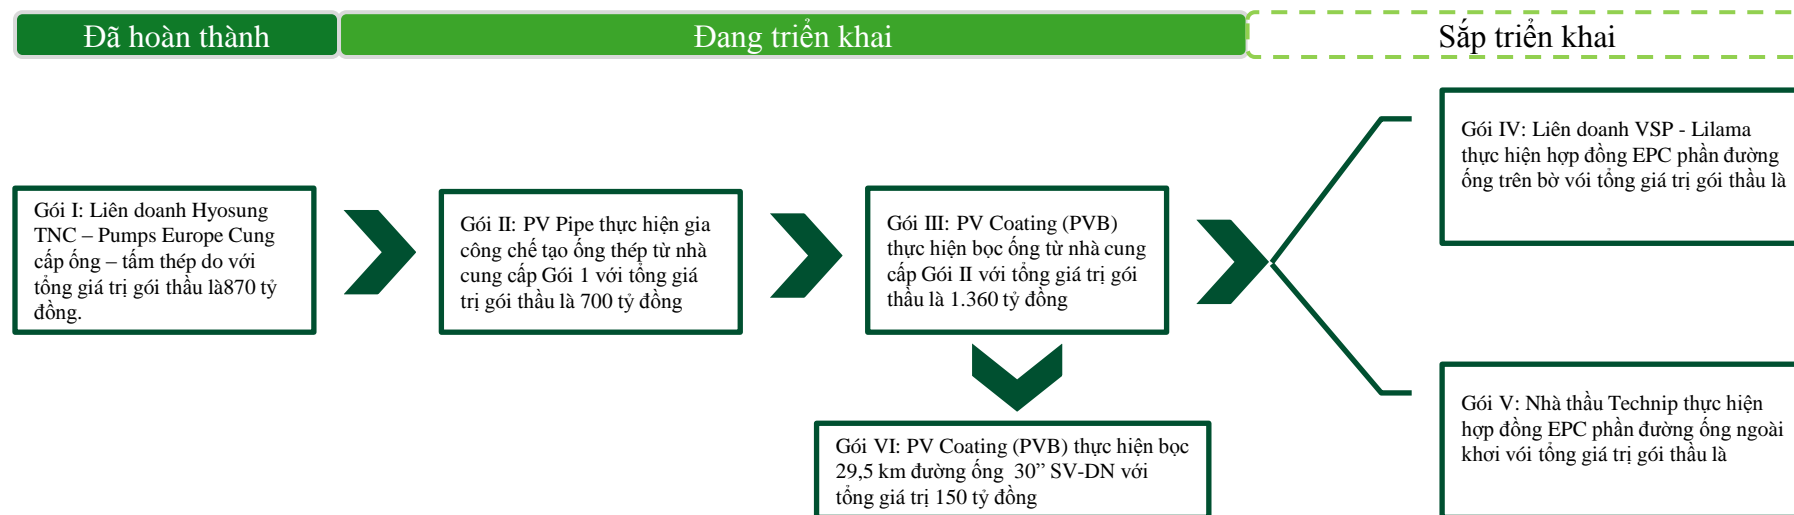 Đã hoàn thành
Đang triển khai
Sắp triển khai
Gói I: Liên doanh Hyosung
TNC – Pumps Europe Cung
cấp ống – tấm thép do với
tổng giá trị gói thầu là870 tỷ
đồng.
Gói II: PV Pipe thực hiện gia
công chế tạo ống thép từ nhà
cung cấp Gói 1 với tổng giá
trị gói thầu là 700 tỷ đồng
Gói III: PV Coating (PVB)
thực hiện bọc ống từ nhà cung
cấp Gói II với tổng giá trị gói
thầu là 1.360 tỷ đồng
Gói IV: Liên doanh VSP - Lilama
thực hiện hợp đồng EPC phần đường
ống trên bờ vói tổng giá trị gói thầu là
Gói V: Nhà thầu Technip thực hiện
hợp đồng EPC phần đường ống ngoài
khơi vói tổng giá trị gói thầu là
Gói VI: PV Coating (PVB) thực hiện bọc
29,5 km đường ống 30” SV-DN với
tổng giá trị 150 tỷ đồng